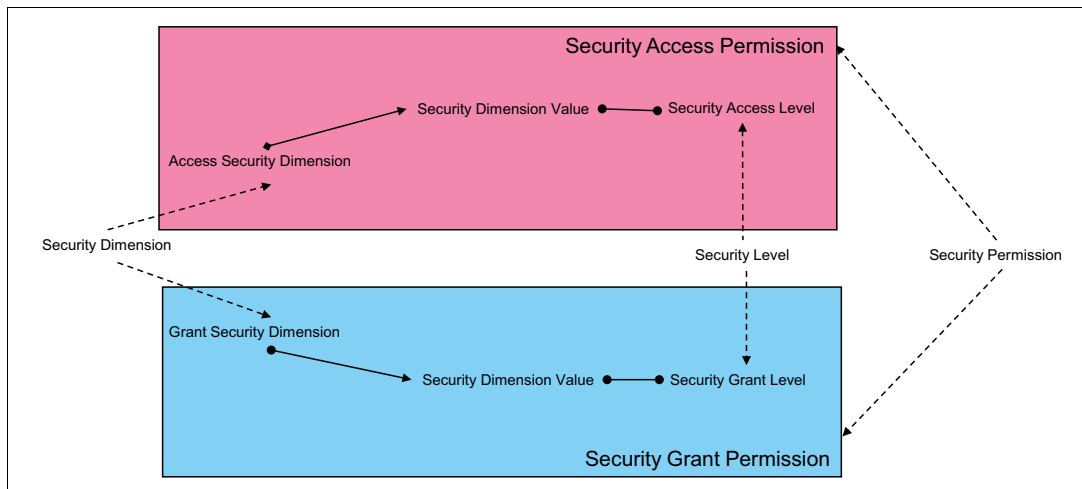 Security Access Permission
Security Dimension Value
Security Access Level
Access Security Dimension
Security Dimension
Security Level
Security Permission
Grant Security Dimension
Security Dimension Value
Security Grant Level
Security Grant Permission